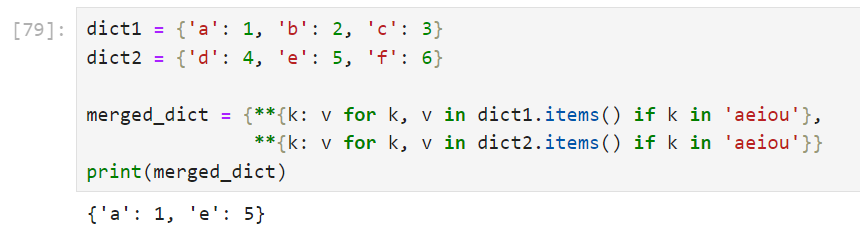 [79]: dict1 = {'a': 1, 'b': 2, 'c': 3}
dict2 = {'d': 4, 'e': 5, 'f': 6}
merged_dict = {**{k: v for k, v in dict1.items() if k in 'aeiou'},
**{k: v for k, v in dict2.items() if k in 'aeiou'}}
print(merged_dict)
{'a': 1, 'e': 5}